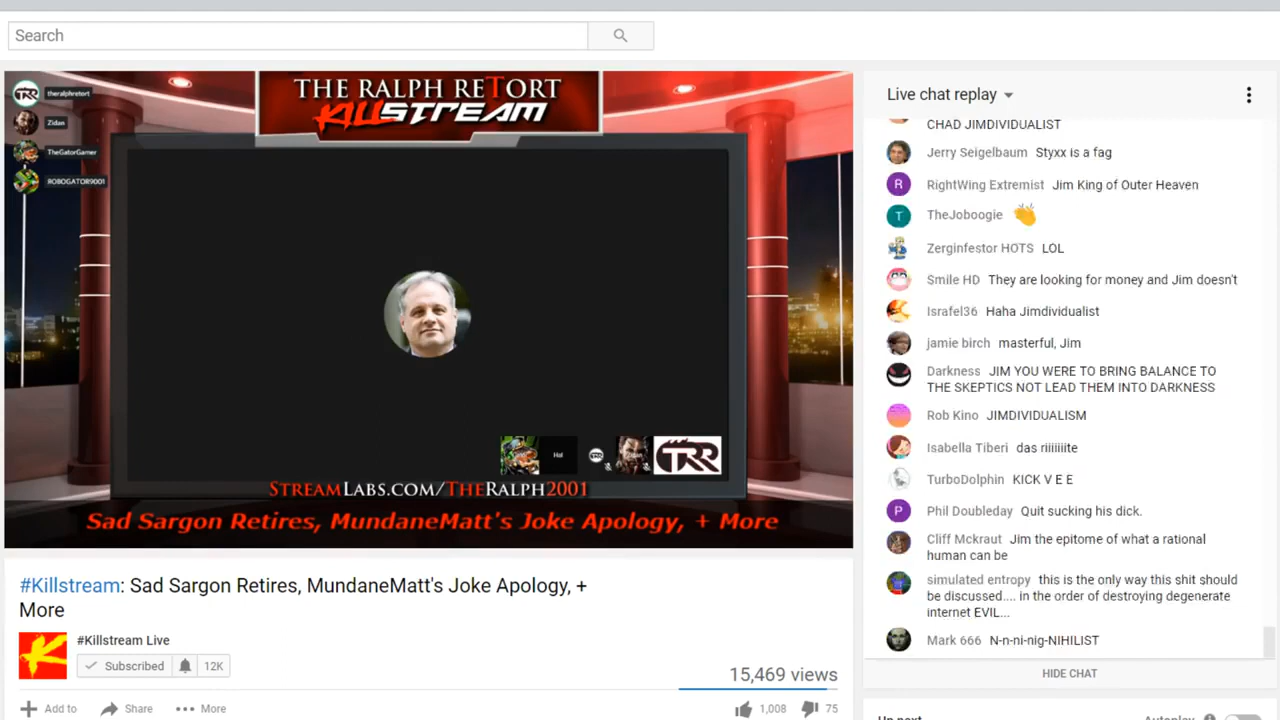 Search
THE RALPH RETORT
KILLSTREAM
theralphretort
Zidan
TheGatorGamer
ROBOGATOR9001
Hal
Zidan
TRR
STREAMLABS.COM/THERALPH2001
Sad Sargon Retires, MundaneMatt's Joke Apology, + More
#Killstream: Sad Sargon Retires, MundaneMatt's Joke Apology, +
More
#Killstream Live
Subscribed 12K
15,469 views
Add to Share More 1,008 75
Live chat replay
CHAD JIMDIVIDUALIST
Jerry Seigelbaum Styxx is a fag
RightWing Extremist Jim King of Outer Heaven
TheJoboogie 👏
Zerginfestor HOTS LOL
Smile HD They are looking for money and Jim doesn't
Israfel36 Haha Jimdividualist
jamie birch masterful, Jim
Darkness JIM YOU WERE TO BRING BALANCE TO
THE SKEPTICS NOT LEAD THEM INTO DARKNESS
Rob Kino JIMDIVIDUALISM
Isabella Tiberi das riiiiiiite
TurboDolphin KICK V E E
Phil Doubleday Quit sucking his dick.
Cliff Mckraut Jim the epitome of what a rational
human can be
simulated entropy this is the only way this shit should
be discussed.... in the order of destroying degenerate
internet EVIL...
Mark 666 N-n-ni-nig-NIHILIST
HIDE CHAT
Up next Autoplay